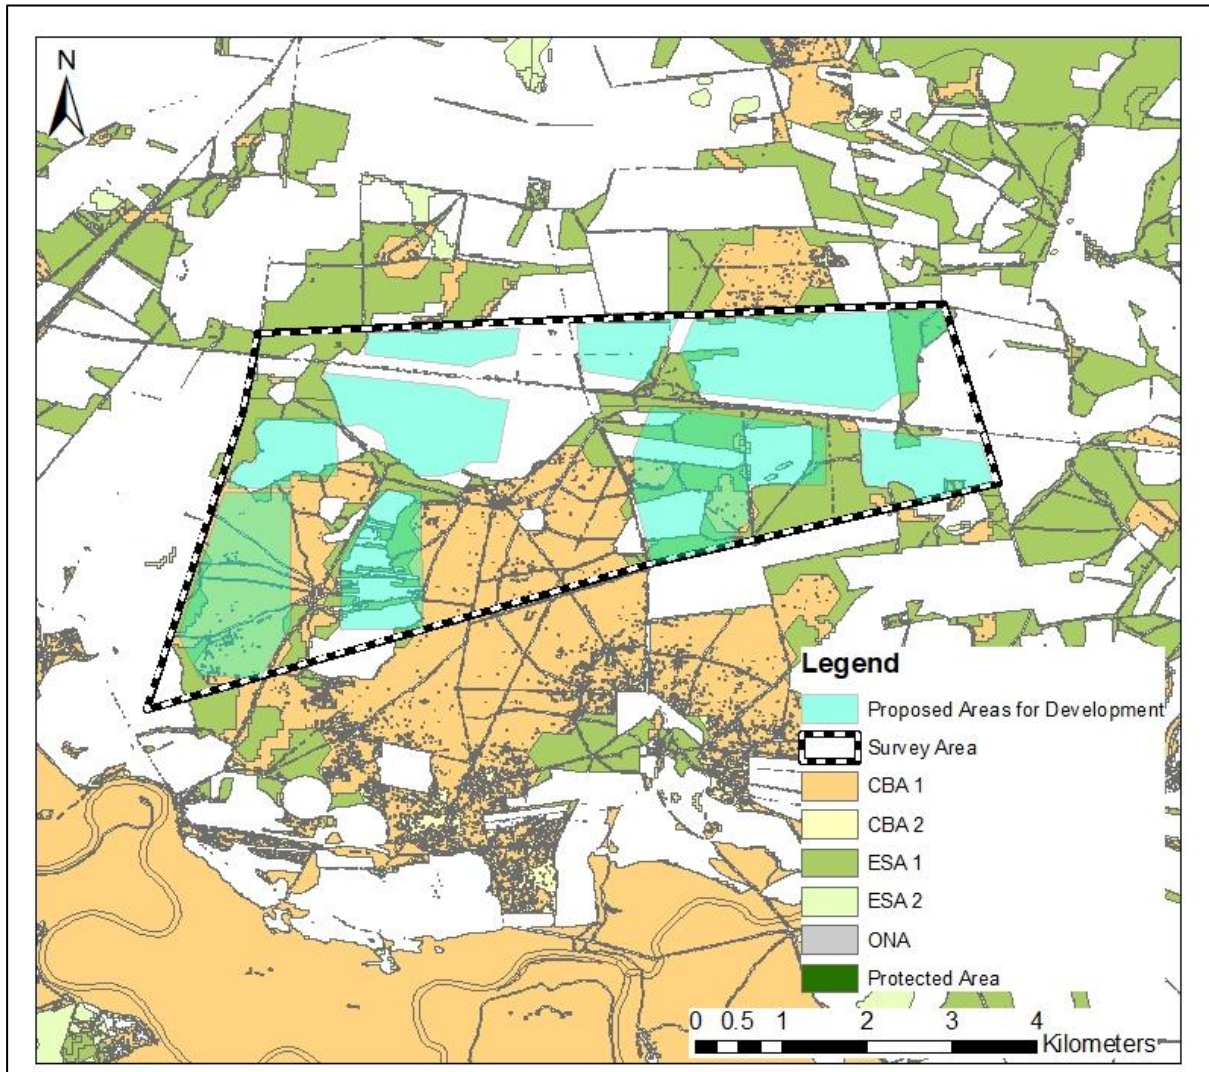 N
Legend
Proposed Areas for Development
Survey Area
CBA 1
CBA 2
ESA 1
ESA 2
ONA
Protected Area
0 0.5 1 2 3 4
Kilometers